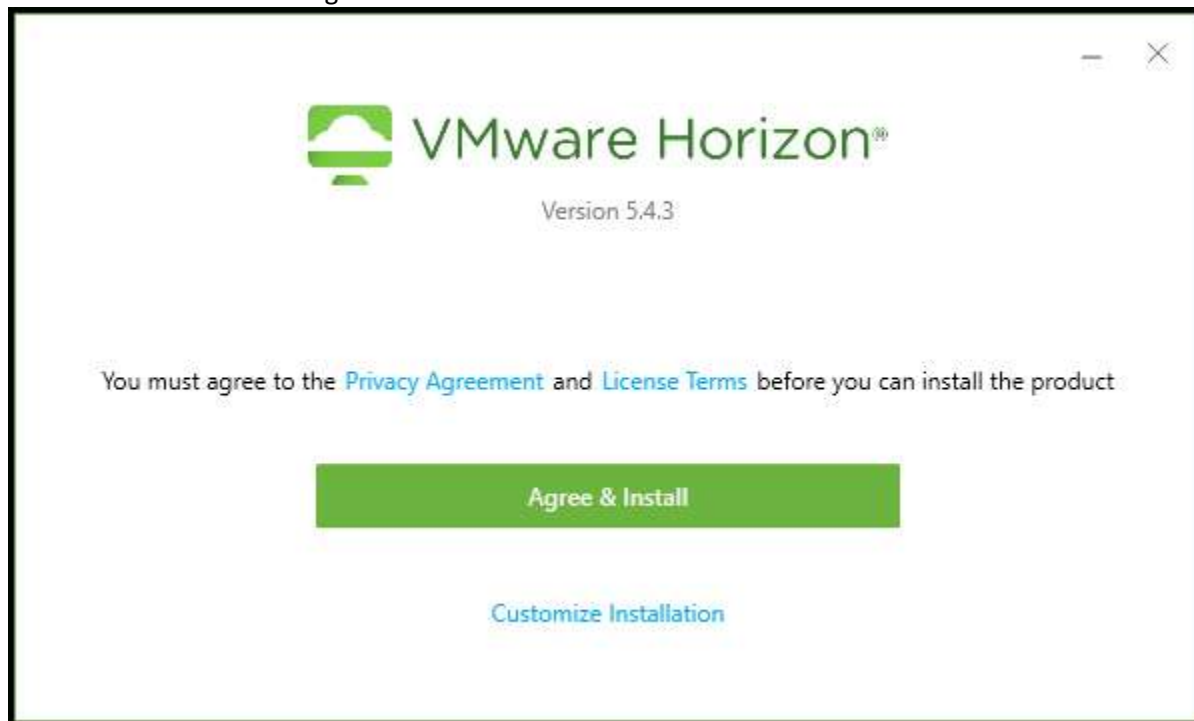 VMware Horizon®
Version 5.4.3
You must agree to the Privacy Agreement and License Terms before you can install the product
Agree & Install
Customize Installation